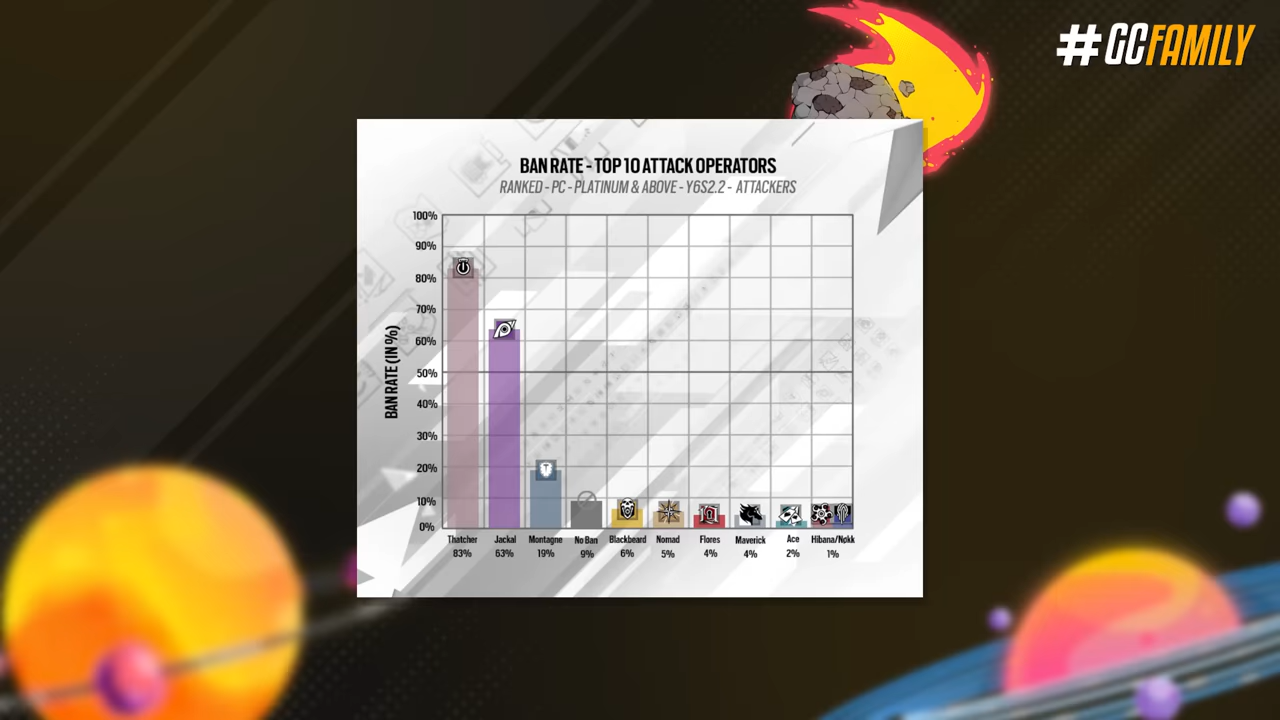 #GCFAMILY
BAN RATE - TOP 10 ATTACK OPERATORS
RANKED - PC - PLATINUM & ABOVE - Y6S2.2 - ATTACKERS
BAN RATE (IN %)
100%
90%
80%
70%
60%
50%
40%
30%
20%
10%
0%
Thatcher Jackal Montagne No Ban Blackbeard Nomad Flores Maverick Ace Hibana/Nøkk
83% 63% 19% 9% 6% 5% 4% 4% 2% 1%